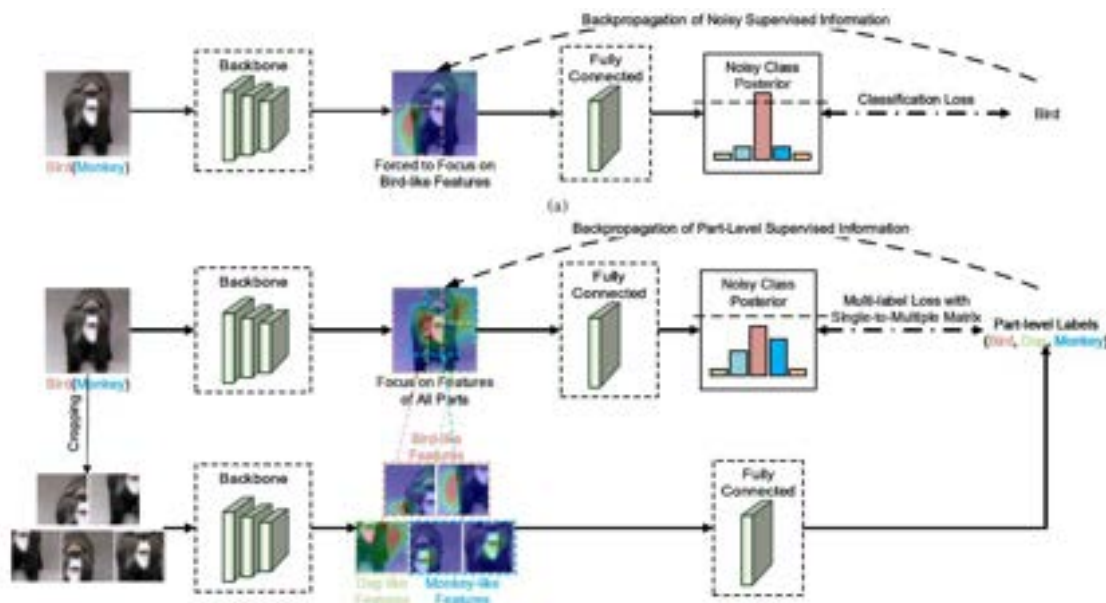 Backpropagation of Noisy Supervised Information
Backbone
Fully
Connected
Noisy Class
Posterior
Classification Loss
Bird
Bird(Monkey)
Forced to Focus on
Bird-like Features
(a)
Backpropagation of Part-Level Supervised Information
Backbone
Fully
Connected
Noisy Class
Posterior
Multi-label Loss with
Single-to-Multiple Matrix
Part-level Labels
(Bird, Dog, Monkey)
Bird(Monkey)
Focus on Features
of All Parts
Cropping
Bird-like
Features
Backbone
Fully
Connected
Dog-like
Features
Monkey-like
Features